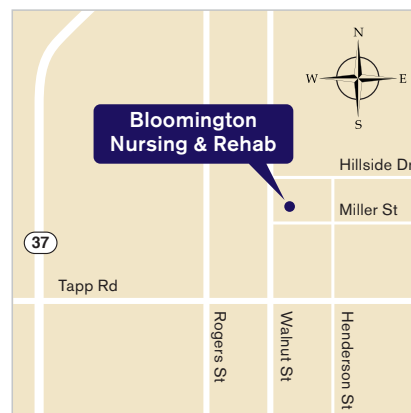 N
W E
S
Bloomington
Nursing & Rehab
Hillside Dr
Miller St
37
Tapp Rd
Rogers St
Walnut St
Henderson St